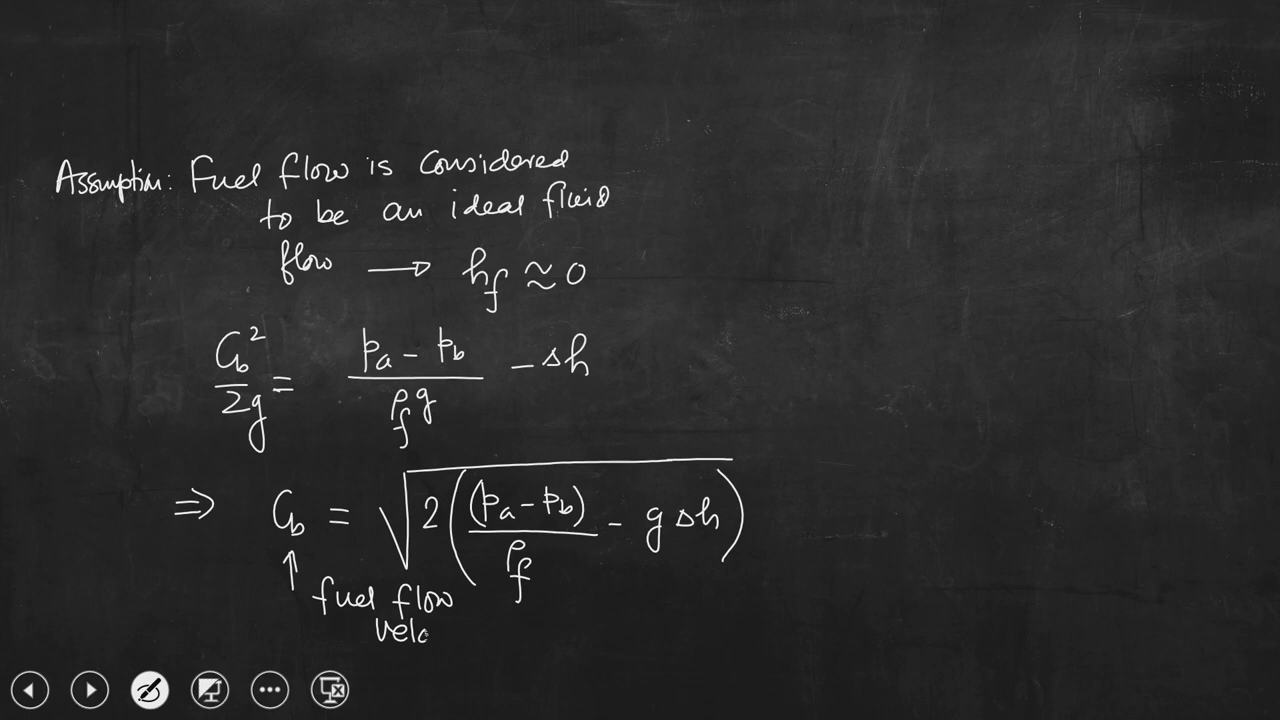 Assumption: Fuel flow is considered
to be an ideal fluid
flow → h_f ≈ 0
C_b²/2g = (p_a - p_b)/(ρ_f g) - Δh
⇒ C_b = √(2((p_a - p_b)/ρ_f - gΔh))
↑ fuel flow
velo